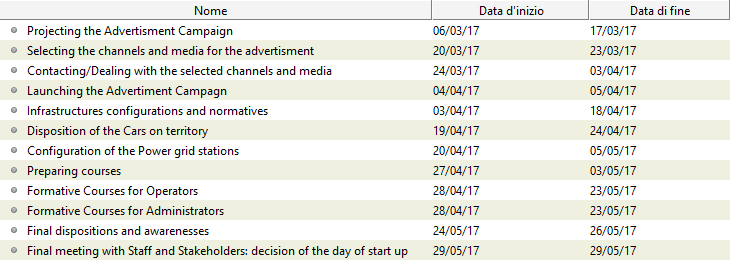 Nome Data d'inizio Data di fine
Projecting the Advertisment Campaign 06/03/17 17/03/17
Selecting the channels and media for the advertisment 20/03/17 23/03/17
Contacting/Dealing with the selected channels and media 24/03/17 03/04/17
Launching the Advertiment Campagn 04/04/17 05/04/17
Infrastructures configurations and normatives 03/04/17 18/04/17
Disposition of the Cars on territory 19/04/17 24/04/17
Configuration of the Power grid stations 20/04/17 05/05/17
Preparing courses 27/04/17 03/05/17
Formative Courses for Operators 28/04/17 23/05/17
Formative Courses for Administrators 28/04/17 23/05/17
Final dispositions and awarenesses 24/05/17 26/05/17
Final meeting with Staff and Stakeholders: decision of the day of start up 29/05/17 29/05/17